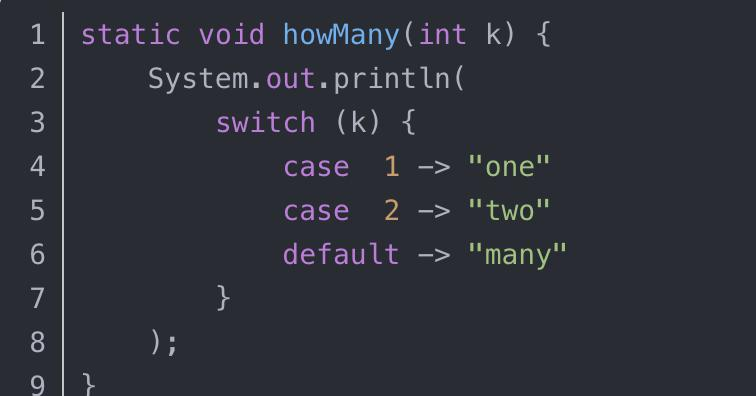 1 static void howMany(int k) {
2     System.out.println(
3         switch (k) {
4             case  1 -> "one"
5             case  2 -> "two"
6             default -> "many"
7         }
8     );
9 }